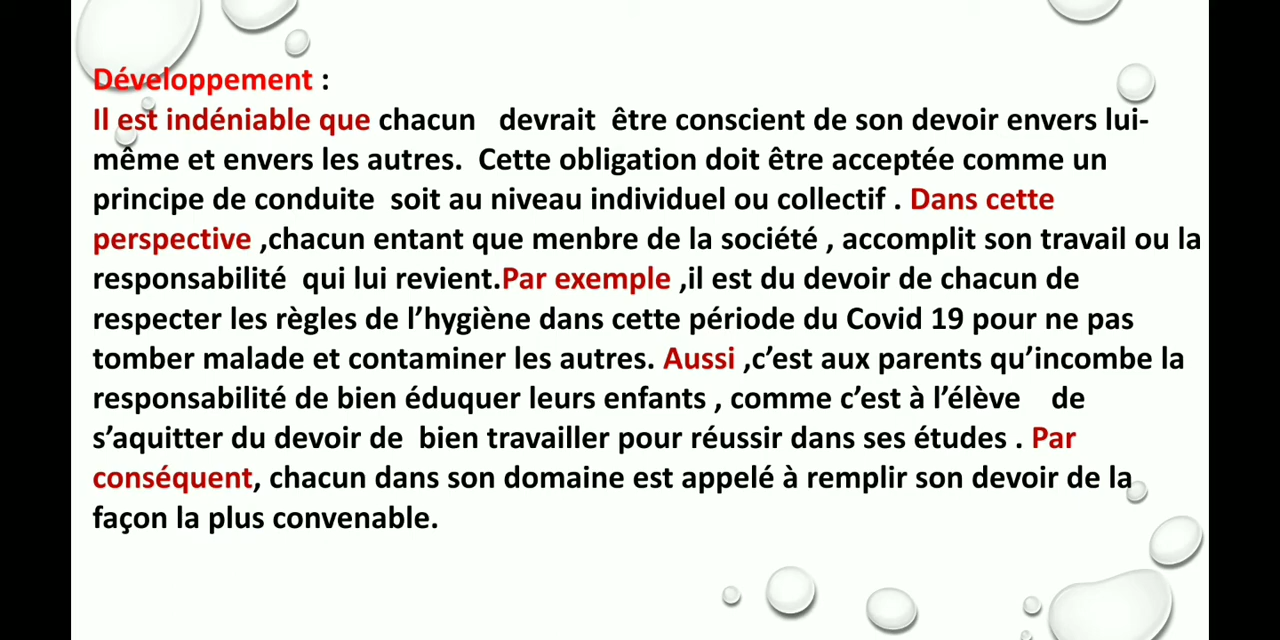 Développement :
Il est indéniable que chacun devrait être conscient de son devoir envers lui-
même et envers les autres. Cette obligation doit être acceptée comme un
principe de conduite soit au niveau individuel ou collectif . Dans cette
perspective ,chacun entant que menbre de la société , accomplit son travail ou la
responsabilité qui lui revient.Par exemple ,il est du devoir de chacun de
respecter les règles de l’hygiène dans cette période du Covid 19 pour ne pas
tomber malade et contaminer les autres. Aussi ,c’est aux parents qu’incombe la
responsabilité de bien éduquer leurs enfants , comme c’est à l’élève de
s’aquitter du devoir de bien travailler pour réussir dans ses études . Par
conséquent, chacun dans son domaine est appelé à remplir son devoir de la
façon la plus convenable.